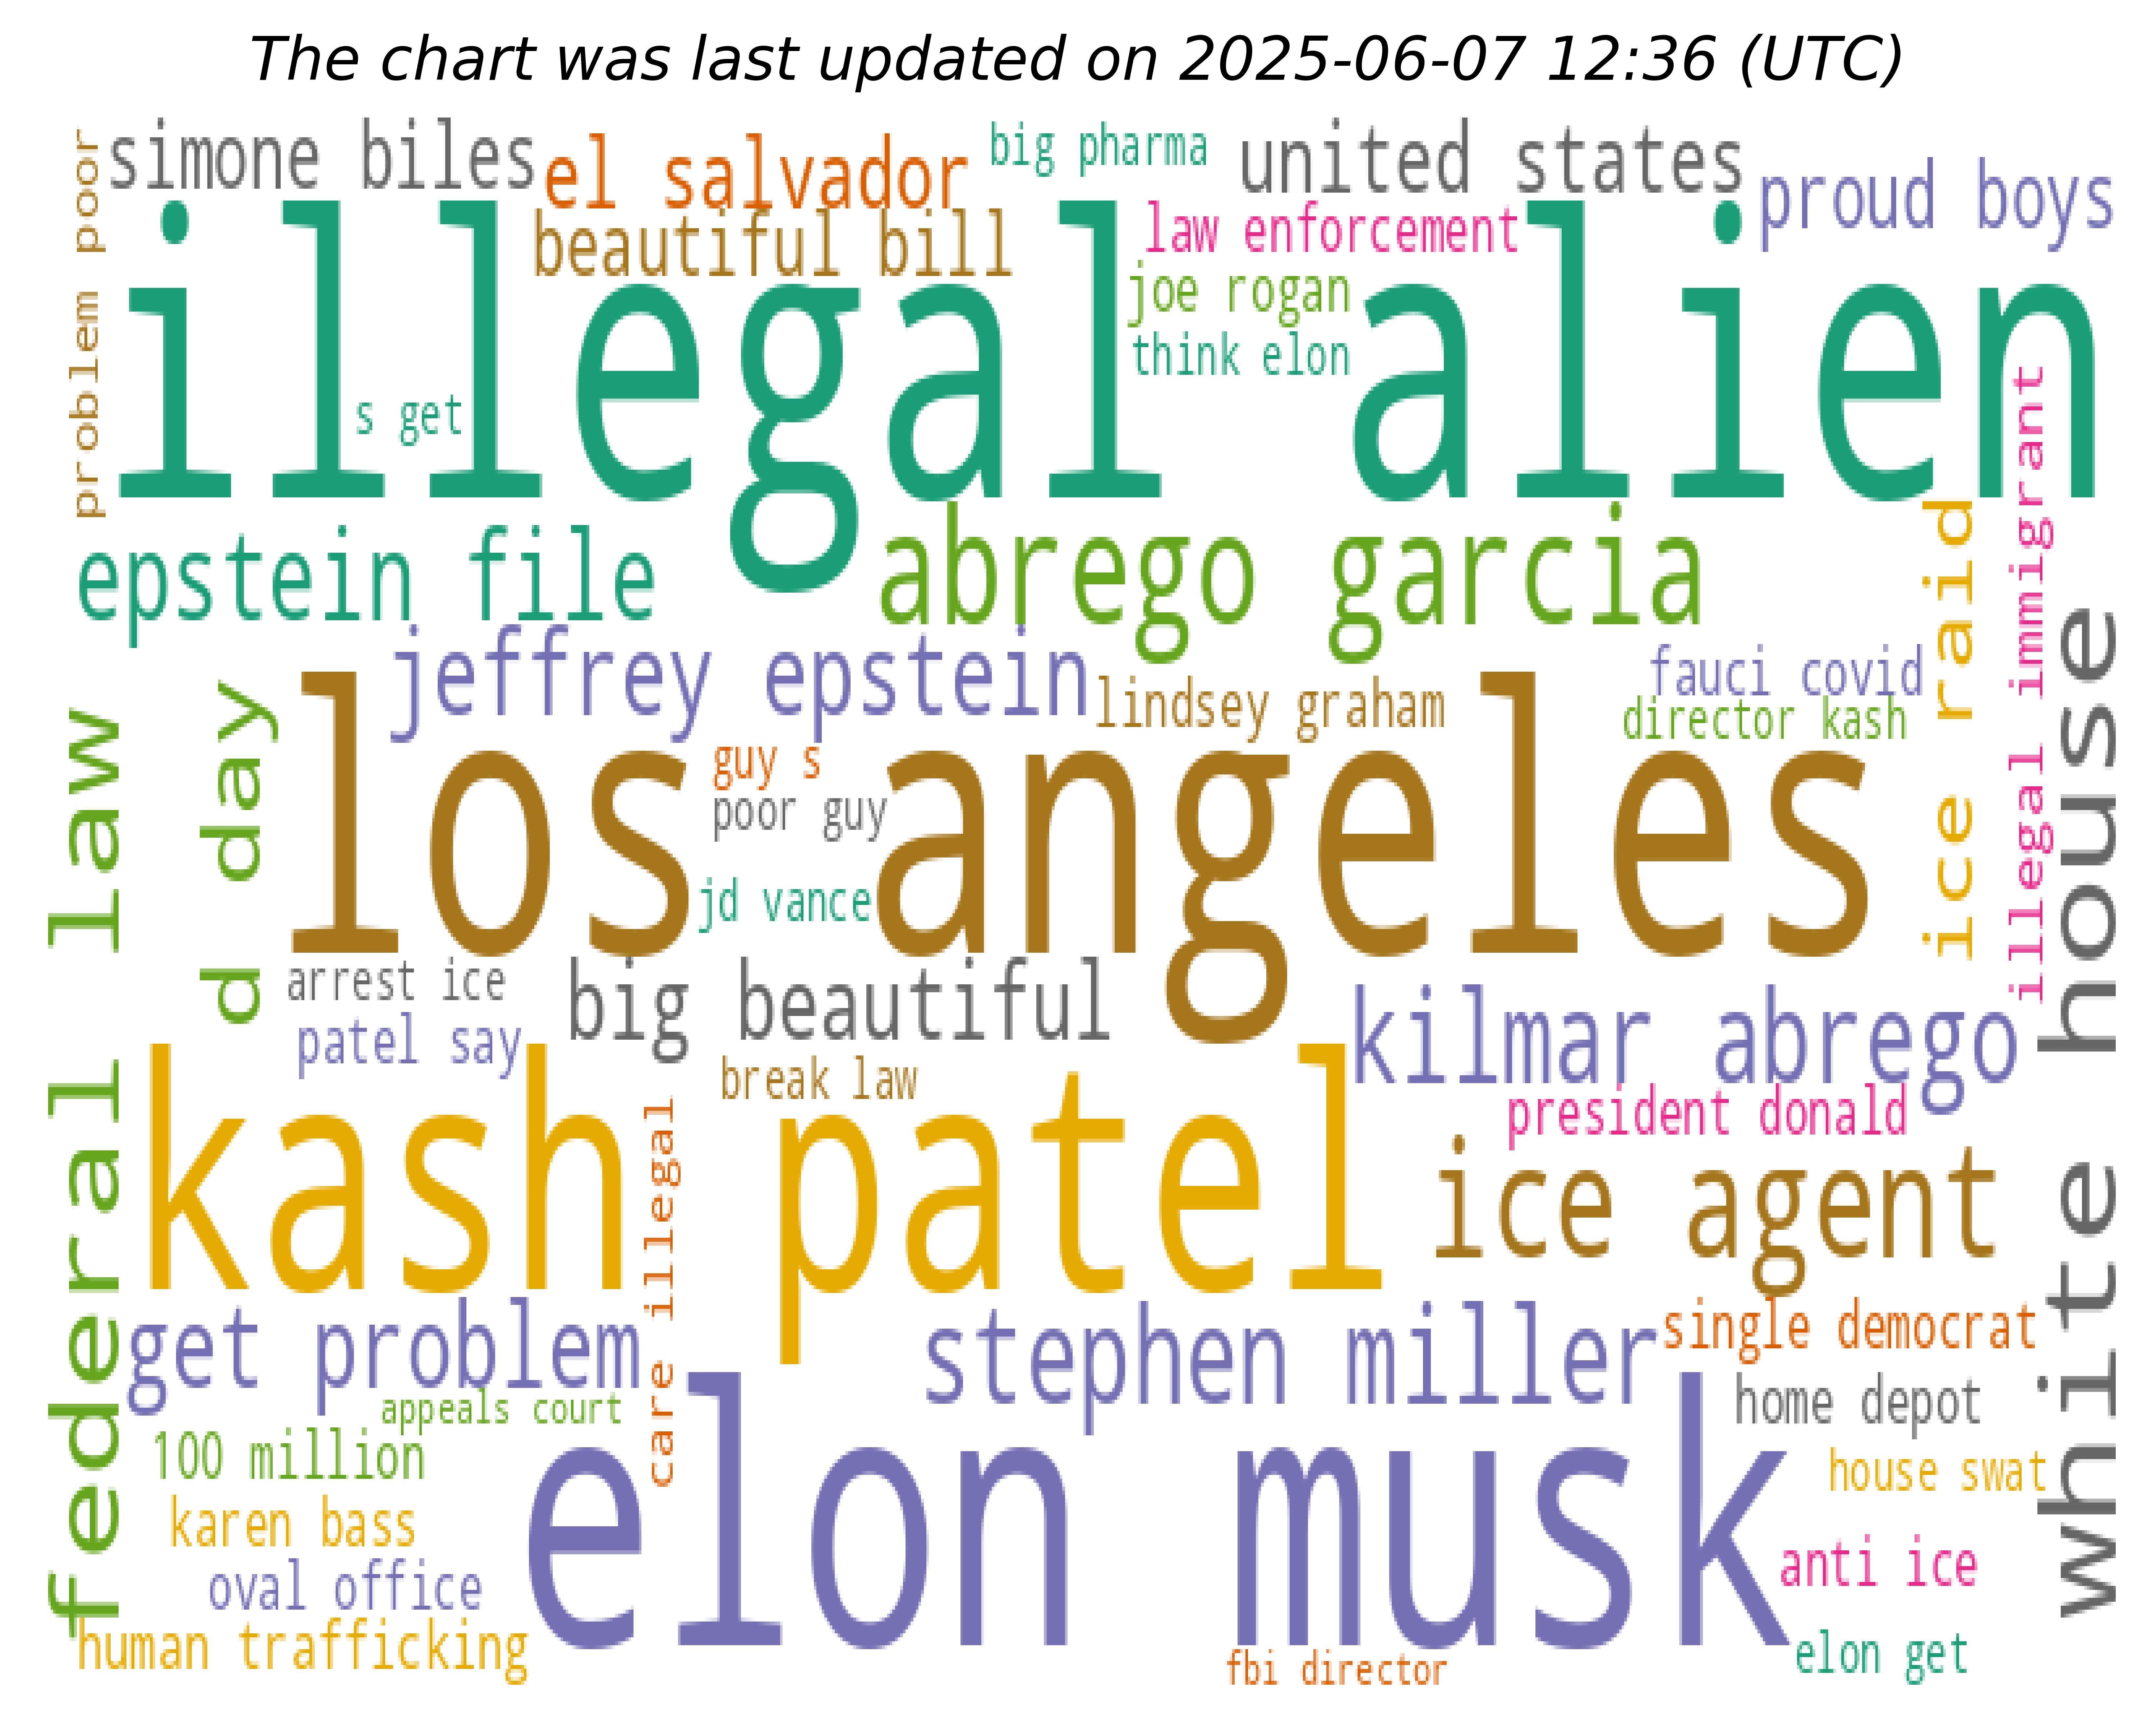 The chart was last updated on 2025-06-07 12:36 (UTC)
simone biles
el salvador
big pharma
united states
proud boys
problem poor
beautiful bill
law enforcement
joe rogan
think elon
illegal alien
s get
illegal immigrant
epstein file
abrego garcia
ice raid
jeffrey epstein
lindsey graham
fauci covid
director kash
d day
guy s
poor guy
los angeles
jd vance
white house
federal law
arrest ice
big beautiful
kilmar abrego
patel say
break law
president donald
kash patel
care illegal
ice agent
get problem
stephen miller
single democrat
appeals court
home depot
100 million
house swat
karen bass
elon musk
anti ice
oval office
human trafficking
fbi director
elon get